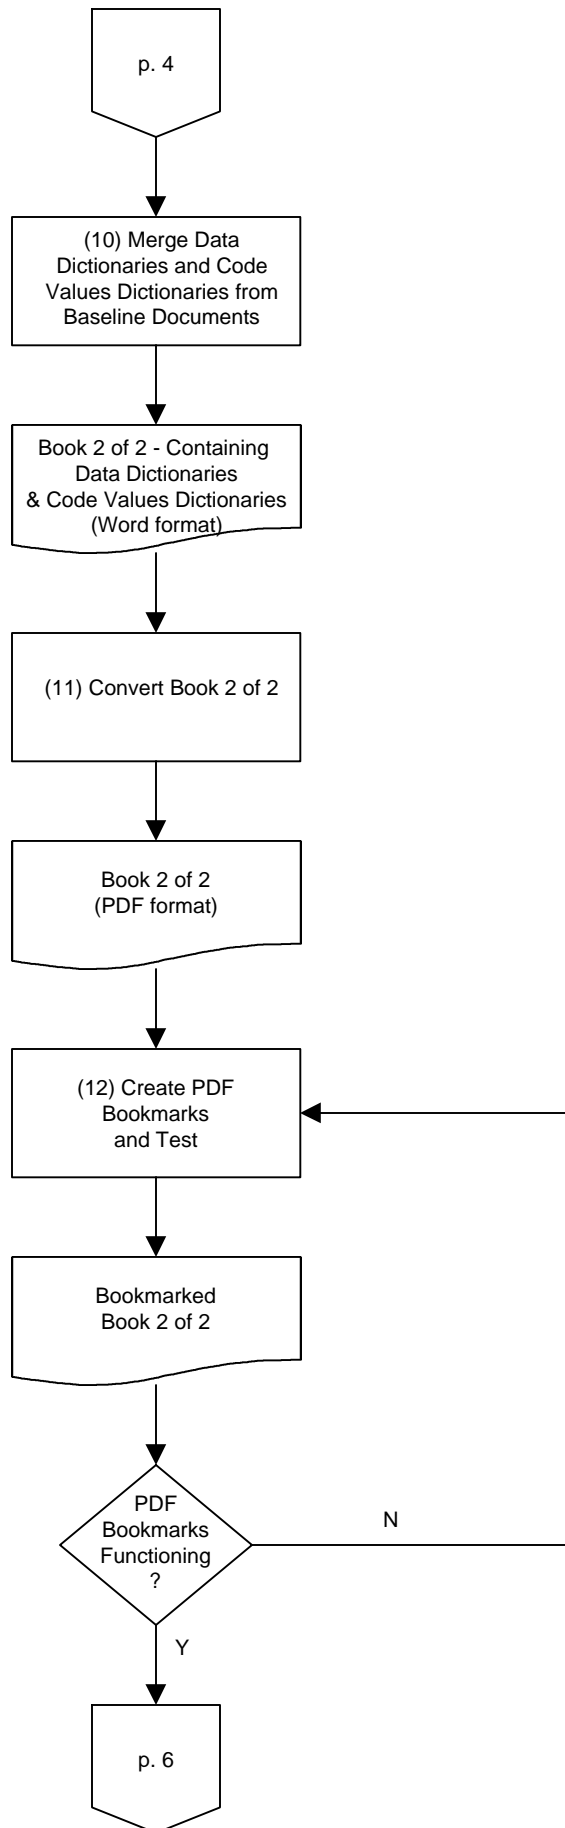 p. 4
(10) Merge Data
Dictionaries and Code
Values Dictionaries from
Baseline Documents
Book 2 of 2 - Containing
Data Dictionaries
& Code Values Dictionaries
(Word format)
(11) Convert Book 2 of 2
Book 2 of 2
(PDF format)
(12) Create PDF
Bookmarks
and Test
Bookmarked
Book 2 of 2
PDF
Bookmarks
Functioning
?
N
Y
p. 6